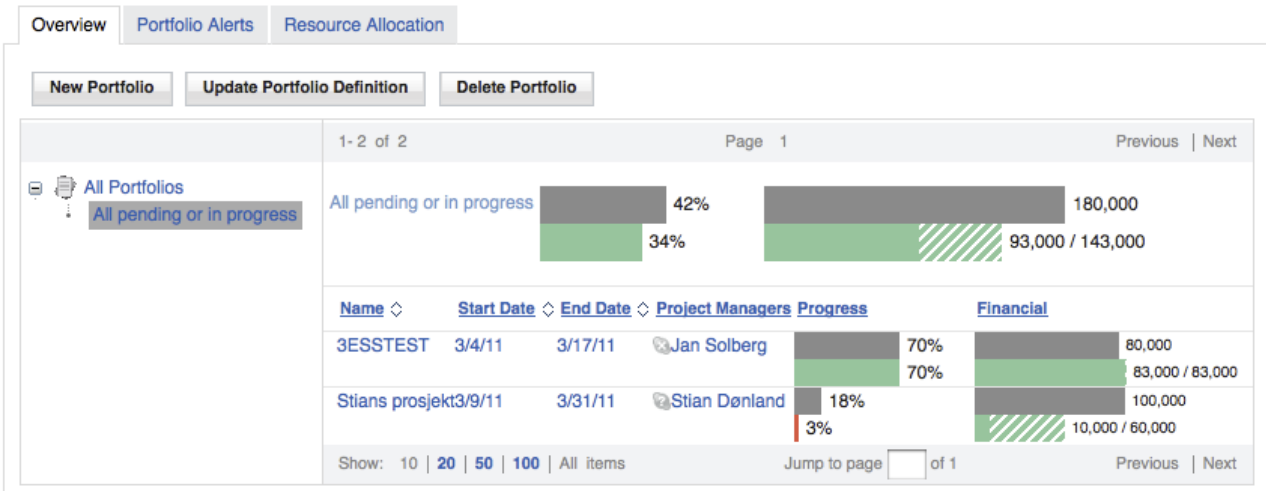 Overview Portfolio Alerts Resource Allocation
New Portfolio Update Portfolio Definition Delete Portfolio
1- 2 of 2 Page 1 Previous | Next
All Portfolios
All pending or in progress
All pending or in progress 42% 180,000
34% 93,000 / 143,000
Name Start Date End Date Project Managers Progress Financial
3ESSTEST 3/4/11 3/17/11 Jan Solberg 70% 80,000
70% 83,000 / 83,000
Stians prosjekt 3/9/11 3/31/11 Stian Dønland 18% 100,000
3% 10,000 / 60,000
Show: 10 | 20 | 50 | 100 | All items Jump to page of 1 Previous | Next